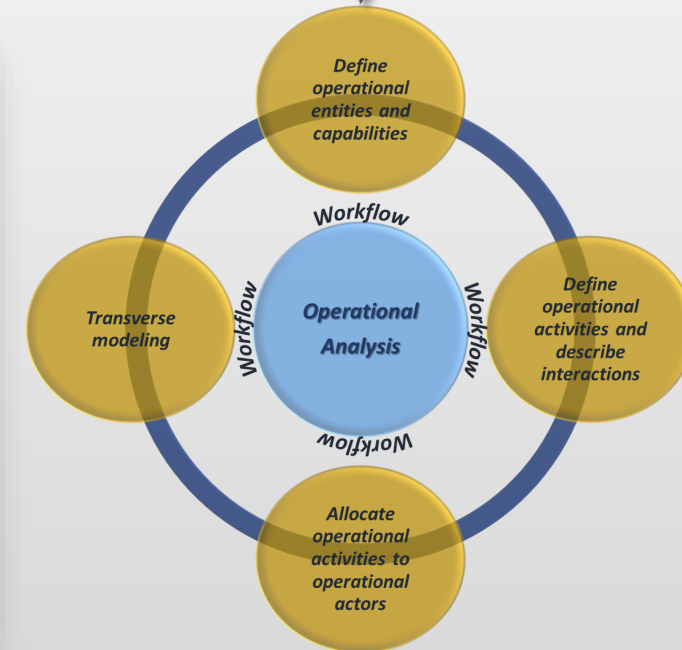 Define
operational
entities and
capabilities
Workflow
Transverse
modeling
Workflow
Operational
Analysis
Workflow
Define
operational
activities and
describe
interactions
Workflow
Allocate
operational
activities to
operational
actors